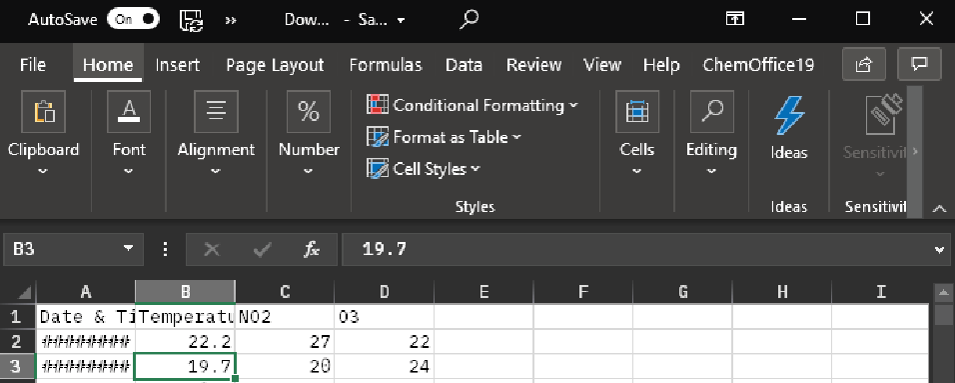 AutoSave On Dow... - Sa...
File Home Insert Page Layout Formulas Data Review View Help ChemOffice19
Clipboard Font Alignment Number
Conditional Formatting
Format as Table
Cell Styles
Styles
Cells Editing Ideas Sensitivit
Ideas Sensitivit
B3 fx 19.7
A B C D E F G H I
1 Date & Ti Temperatu NO2 O3
2 ######## 22.2 27 22
3 ######## 19.7 20 24